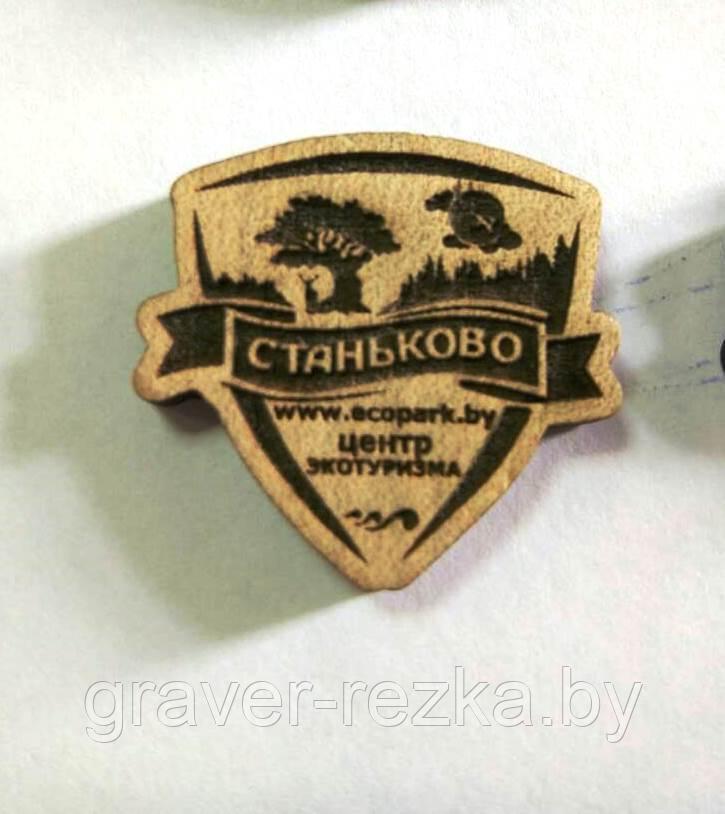 СТАНЬКОВО
www.ecopark.by
центр
ЭКОТУРИЗМА
graver-rezka.by